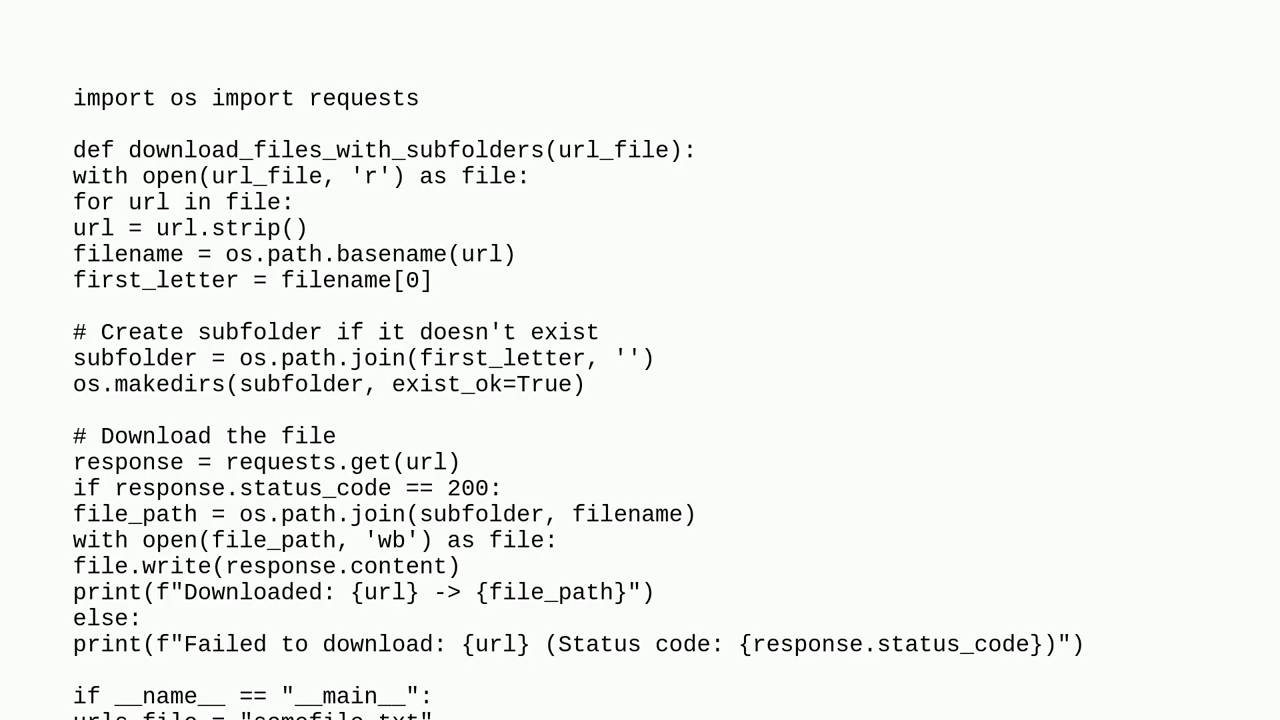 import os import requests
def download_files_with_subfolders(url_file):
with open(url_file, 'r') as file:
for url in file:
url = url.strip()
filename = os.path.basename(url)
first_letter = filename[0]
# Create subfolder if it doesn't exist
subfolder = os.path.join(first_letter, '')
os.makedirs(subfolder, exist_ok=True)
# Download the file
response = requests.get(url)
if response.status_code == 200:
file_path = os.path.join(subfolder, filename)
with open(file_path, 'wb') as file:
file.write(response.content)
print(f"Downloaded: {url} -> {file_path}")
else:
print(f"Failed to download: {url} (Status code: {response.status_code})")
if __name__ == "__main__":
urls_file = "somefile.txt"